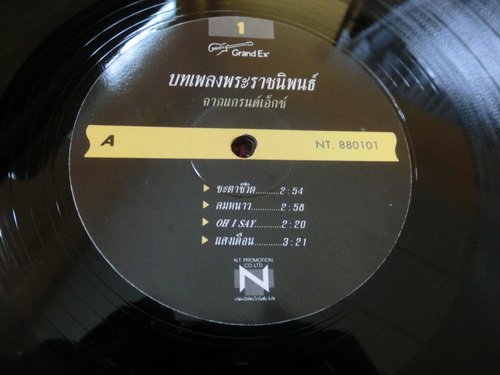 1
Grand Ex'
บทเพลงพระราชนิพนธ์
จากแกรนด์เอ็กซ์
A NT. 880101
ชะตาชีวิต............2:54
ลมหนาว............2:58
OH I SAY............2:20
แสงเดือน............3:21
N.T. PROMOTION
CO.,LTD.
N